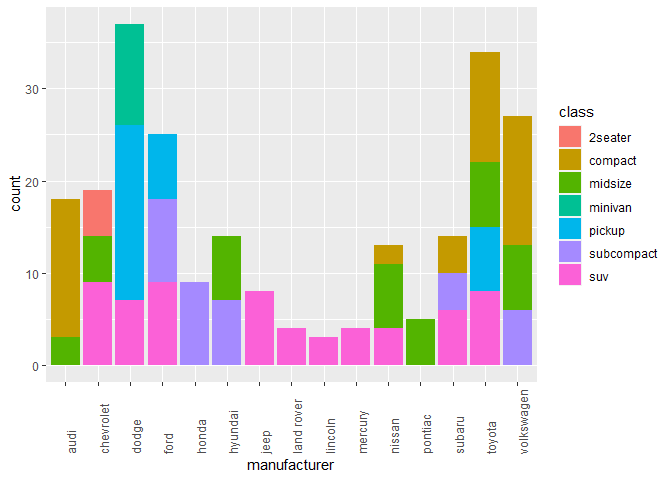 30
20
10
0
count
audi
chevrolet
dodge
ford
honda
hyundai
jeep
land rover
lincoln
mercury
nissan
pontiac
subaru
toyota
volkswagen
manufacturer
class
2seater
compact
midsize
minivan
pickup
subcompact
suv